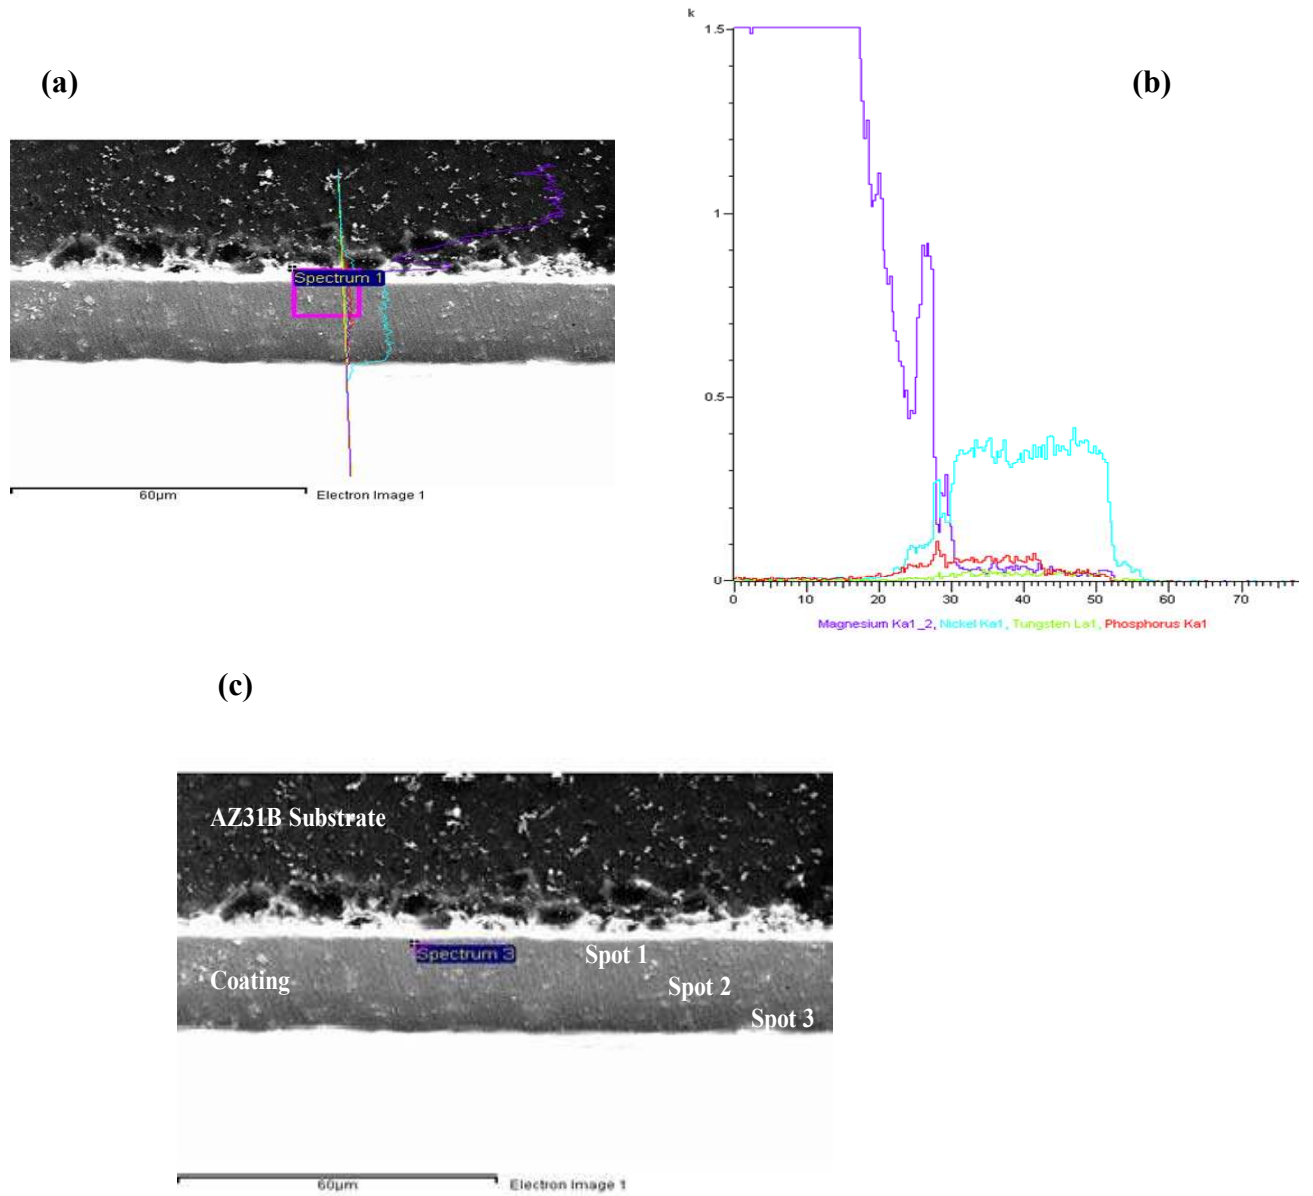 (a)
Spectrum 1
60µm
Electron Image 1
(b)
k
1.5
1
0.5
0
0 10 20 30 40 50 60 70
Magnesium Ka1_2, Nickel Ka1, Tungsten La1, Phosphorus Ka1
(c)
AZ31B Substrate
Spectrum 3
Spot 1
Coating
Spot 2
Spot 3
60µm
Electron Image 1